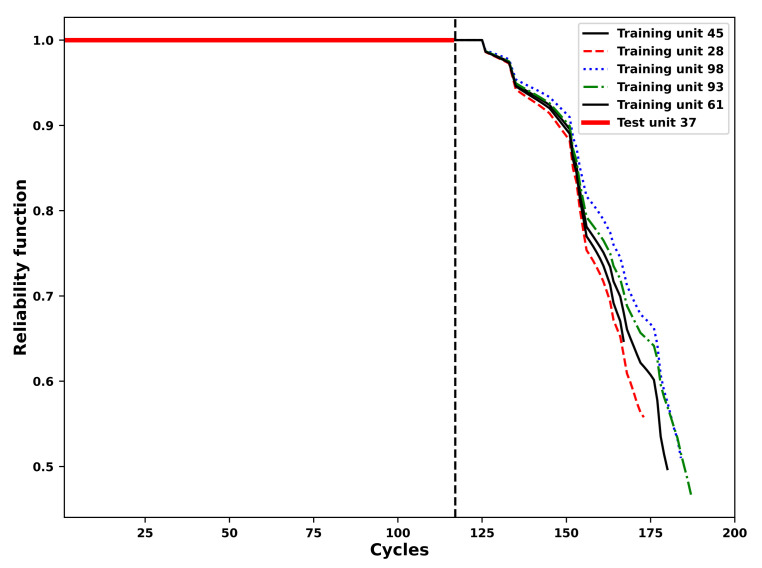 Training unit 45
Training unit 28
Training unit 98
Training unit 93
Training unit 61
Test unit 37
Reliability function
1.0
0.9
0.8
0.7
0.6
0.5
25 50 75 100 125 150 175 200
Cycles